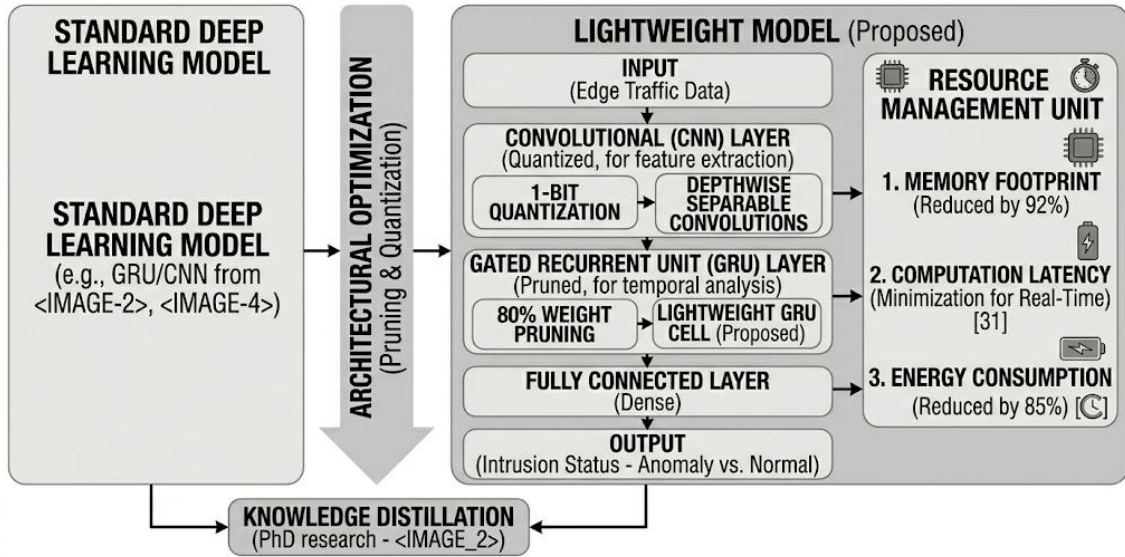 STANDARD DEEP
LEARNING MODEL
STANDARD DEEP
LEARNING MODEL
(e.g., GRU/CNN from
<IMAGE-2>, <IMAGE-4>)
ARCHITECTURAL OPTIMIZATION
(Pruning & Quantization)
LIGHTWEIGHT MODEL (Proposed)
INPUT
(Edge Traffic Data)
CONVOLUTIONAL (CNN) LAYER
(Quantized, for feature extraction)
1-BIT
QUANTIZATION
DEPTHWISE
SEPARABLE
CONVOLUTIONS
GATED RECURRENT UNIT (GRU) LAYER
(Pruned, for temporal analysis)
80% WEIGHT
PRUNING
LIGHTWEIGHT GRU
CELL (Proposed)
FULLY CONNECTED LAYER
(Dense)
OUTPUT
(Intrusion Status - Anomaly vs. Normal)
RESOURCE
MANAGEMENT UNIT
1. MEMORY FOOTPRINT
(Reduced by 92%)
2. COMPUTATION LATENCY
(Minimization for Real-Time)
[31]
3. ENERGY CONSUMPTION
(Reduced by 85%) [ ]
KNOWLEDGE DISTILLATION
(PhD research - <IMAGE_2>)